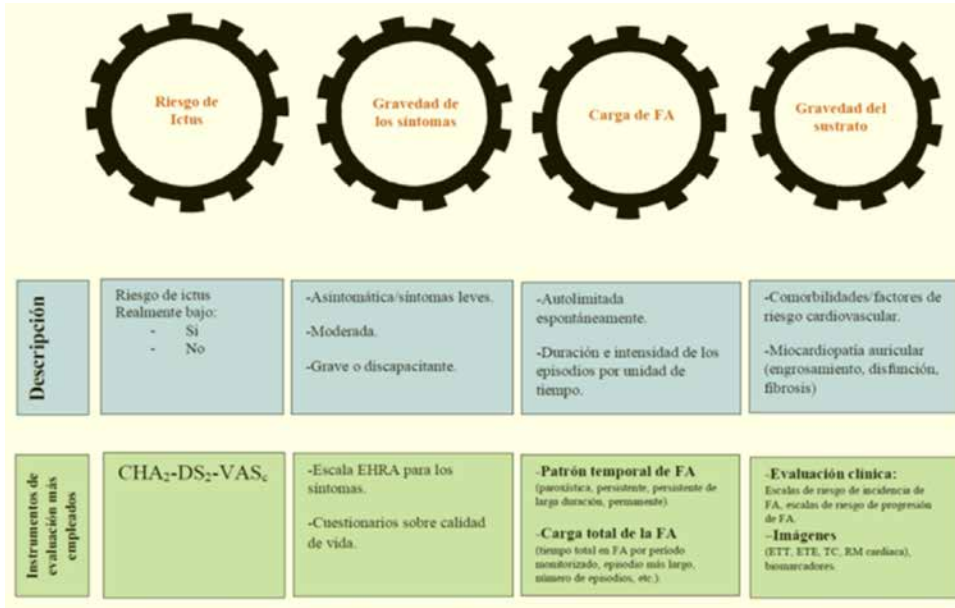 Riesgo de
Ictus
Gravedad de
los síntomas
Carga de FA
Gravedad del
sustrato
Descripción
Riesgo de ictus
Realmente bajo:
- Si
- No
-Asintomática/síntomas leves.
-Moderada.
-Grave o discapacitante.
-Autolimitada
espontáneamente.
-Duración e intensidad de los
episodios por unidad de
tiempo.
-Comorbilidades/factores de
riesgo cardiovascular.
-Miocardiopatía auricular
(engrosamiento, disfunción,
fibrosis)
Instrumentos de
evaluación más
empleados
CHA₂-DS₂-VASc
-Escala EHRA para los
síntomas.
-Cuestionarios sobre calidad
de vida.
-Patrón temporal de FA
(paroxística, persistente, persistente de
larga duración, permanente)
-Carga total de la FA
(tiempo total en FA por período
monitorizado, episodio más largo,
número de episodios, etc.).
-Evaluación clínica:
Escalas de riesgo de incidencia de
FA, escalas de riesgo de progresión
de FA.
-Imágenes
(ETT, ETE, TC, RM cardiaca),
biomarcadores.